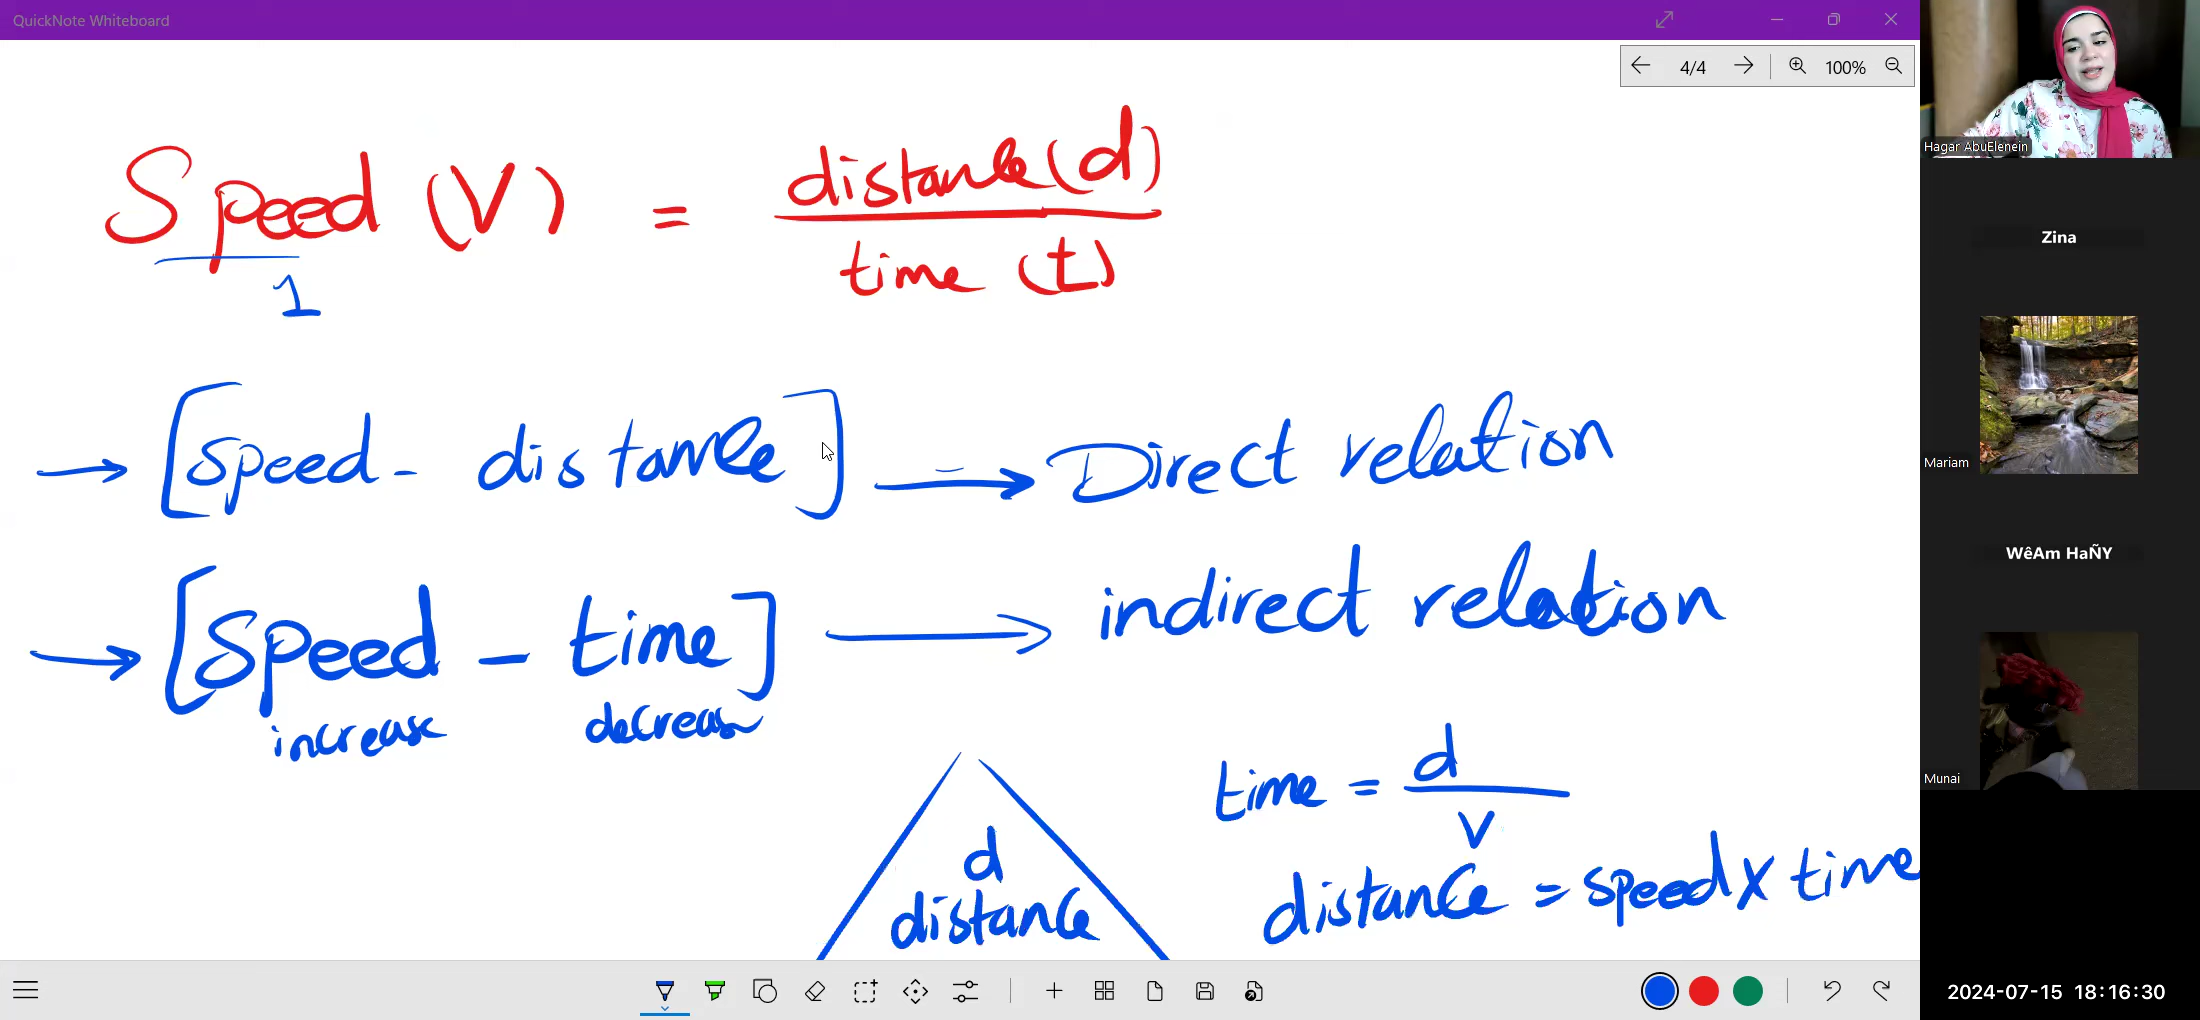 QuickNote Whiteboard
4/4 100%
Speed (V) = distance (d)
time (t)
1
→ [speed - distance] → Direct relation
→ [speed - time] → indirect relation
increase decrease
time = d
V
d
distance
distance = speed x time
Hagar AbuElenein
Zina
Mariam
WêAm HaÑY
Munai
2024-07-15 18:16:30